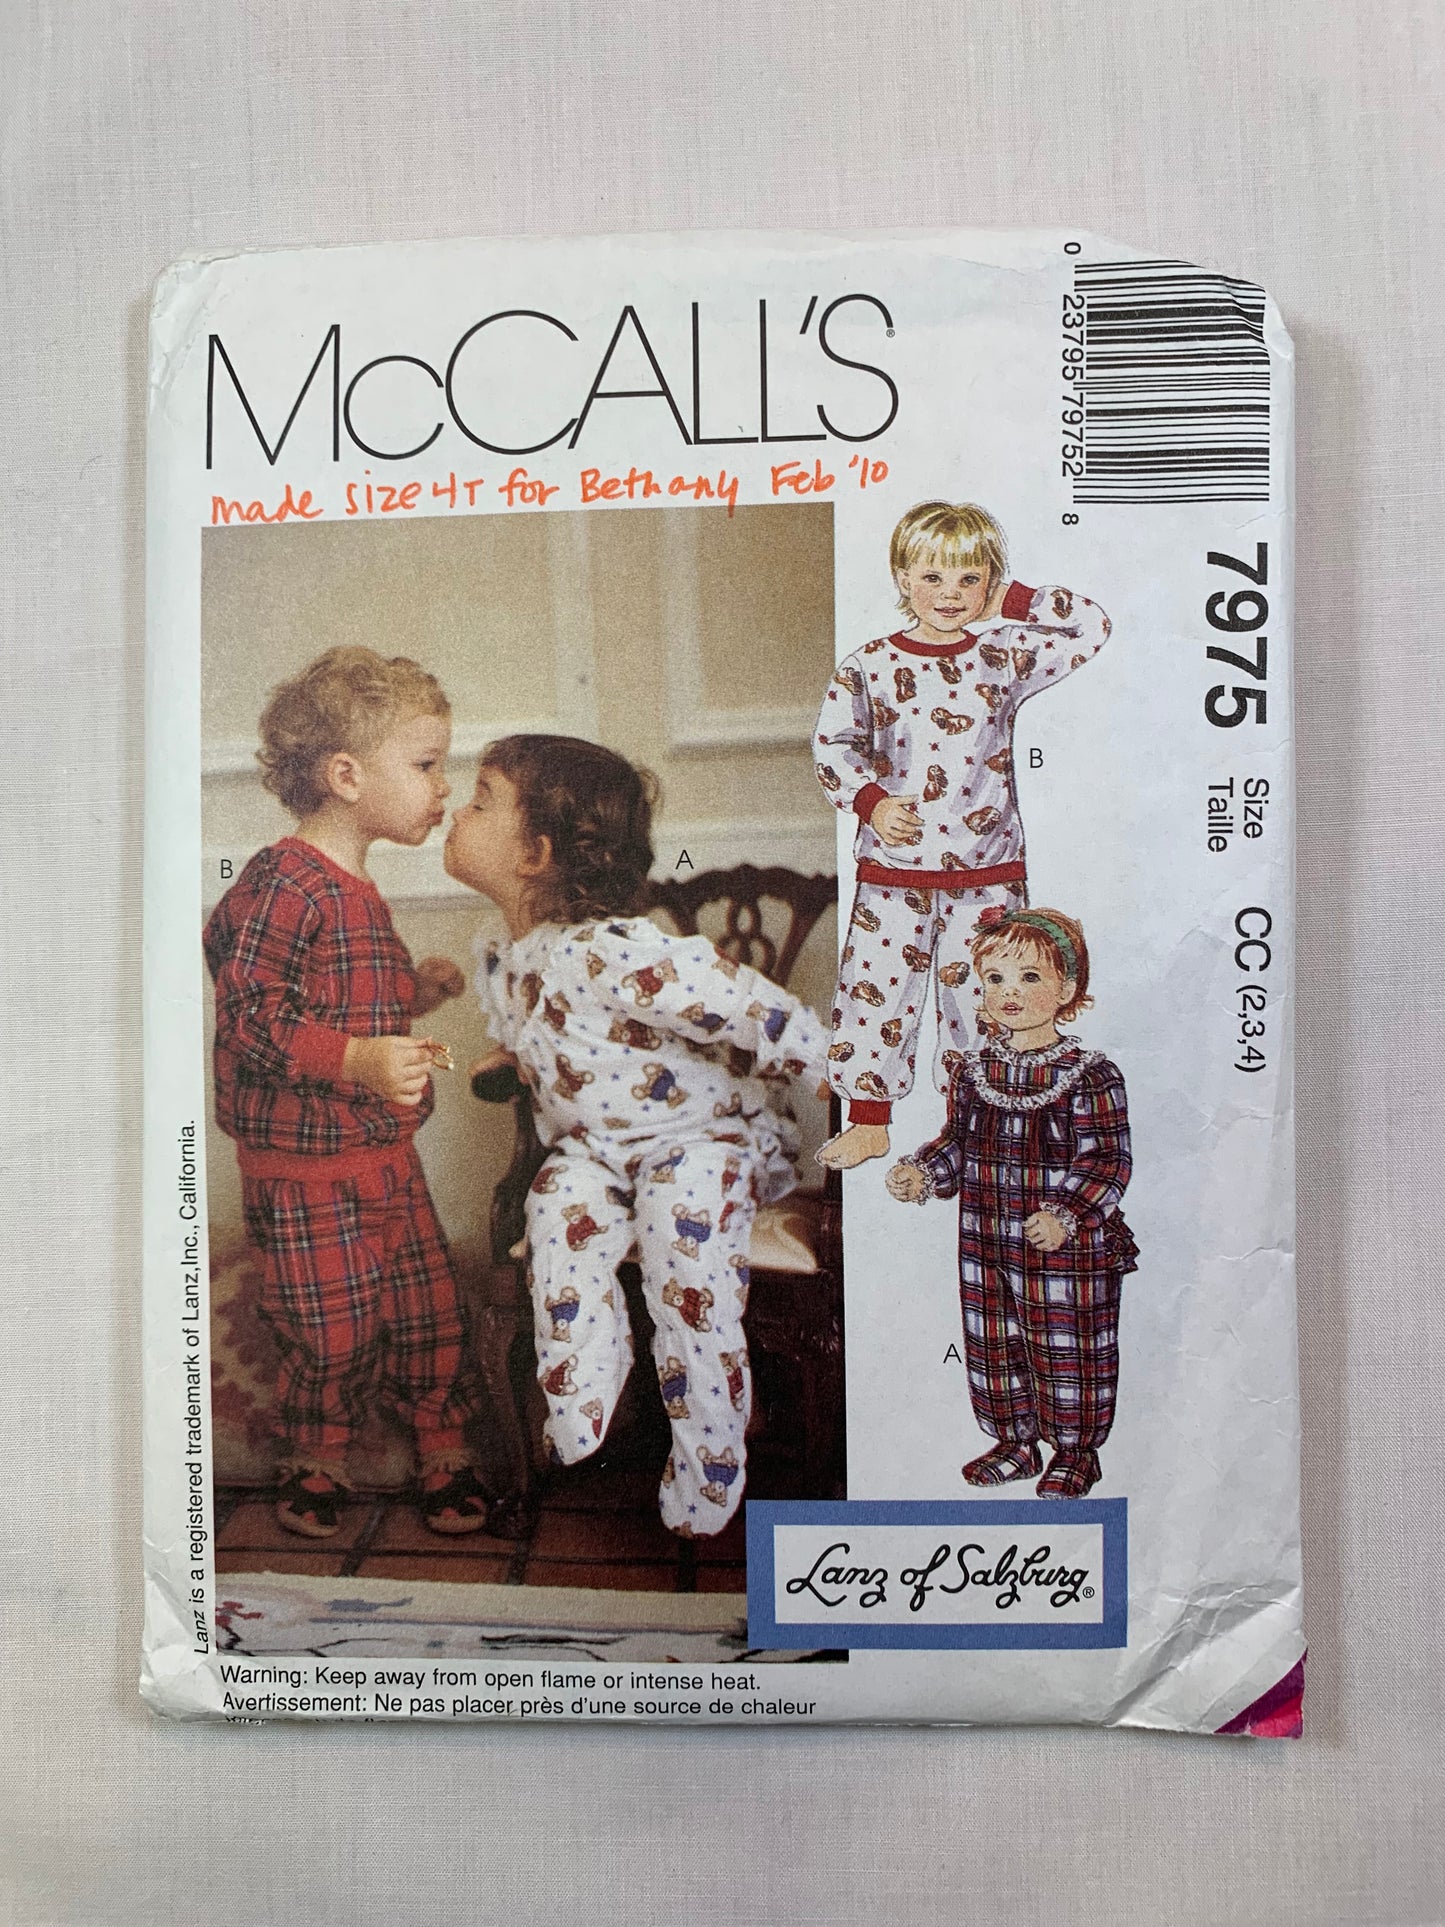 McCALL'S®
made size 4T for Bethany Feb '10
0 23795 79752 8
7975
Size CC (2,3,4)
Taille
B
B
A
A
Lanz is a registered trademark of Lanz,Inc., California.
Lanz of Salzburg®
Warning: Keep away from open flame or intense heat.
Avertissement: Ne pas placer près d'une source de chaleur